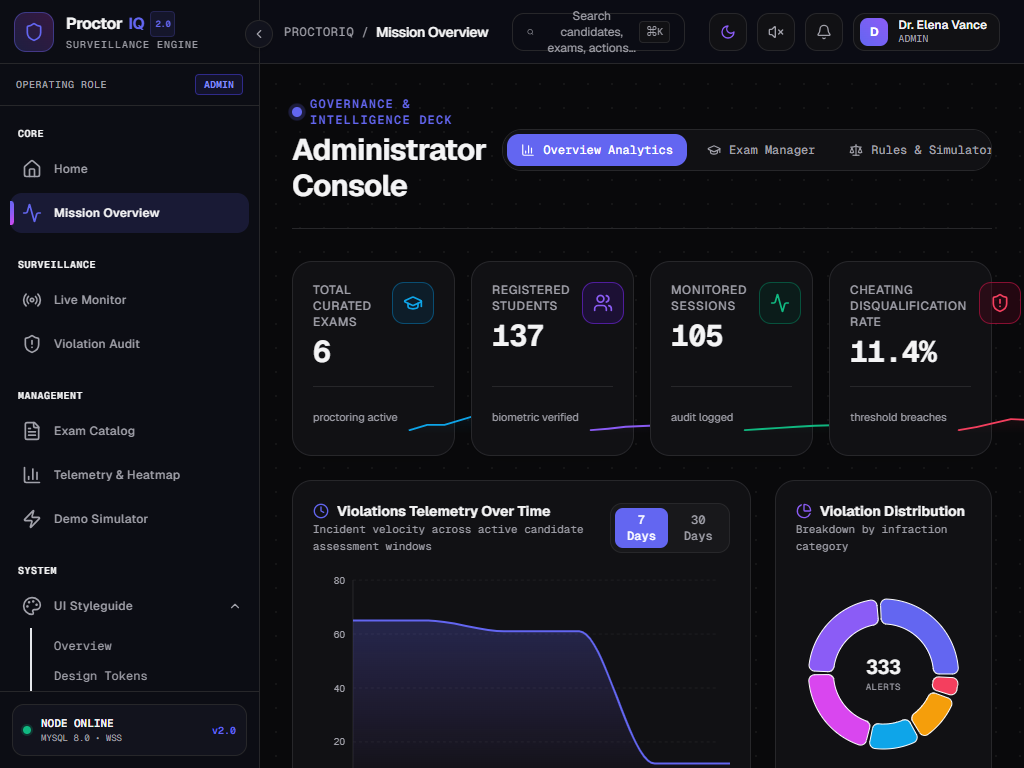 Proctor IQ 2.0
SURVEILLANCE ENGINE
OPERATING ROLE
ADMIN
CORE
Home
Mission Overview
SURVEILLANCE
Live Monitor
Violation Audit
MANAGEMENT
Exam Catalog
Telemetry & Heatmap
Demo Simulator
SYSTEM
UI Styleguide
Overview
Design Tokens
NODE ONLINE
MYSQL 8.0 • WSS
v2.0
PROCTORIQ / Mission Overview
Search
candidates,
exams, actions…
⌘K
D
Dr. Elena Vance
ADMIN
GOVERNANCE &
INTELLIGENCE DECK
Administrator
Console
Overview Analytics
Exam Manager
Rules & Simulator
TOTAL
CURATED
EXAMS
6
proctoring active
REGISTERED
STUDENTS
137
biometric verified
MONITORED
SESSIONS
105
audit logged
CHEATING
DISQUALIFICATION
RATE
11.4%
threshold breaches
Violations Telemetry Over Time
Incident velocity across active candidate
assessment windows
7
Days
30
Days
80
60
40
20
Violation Distribution
Breakdown by infraction
category
333
ALERTS